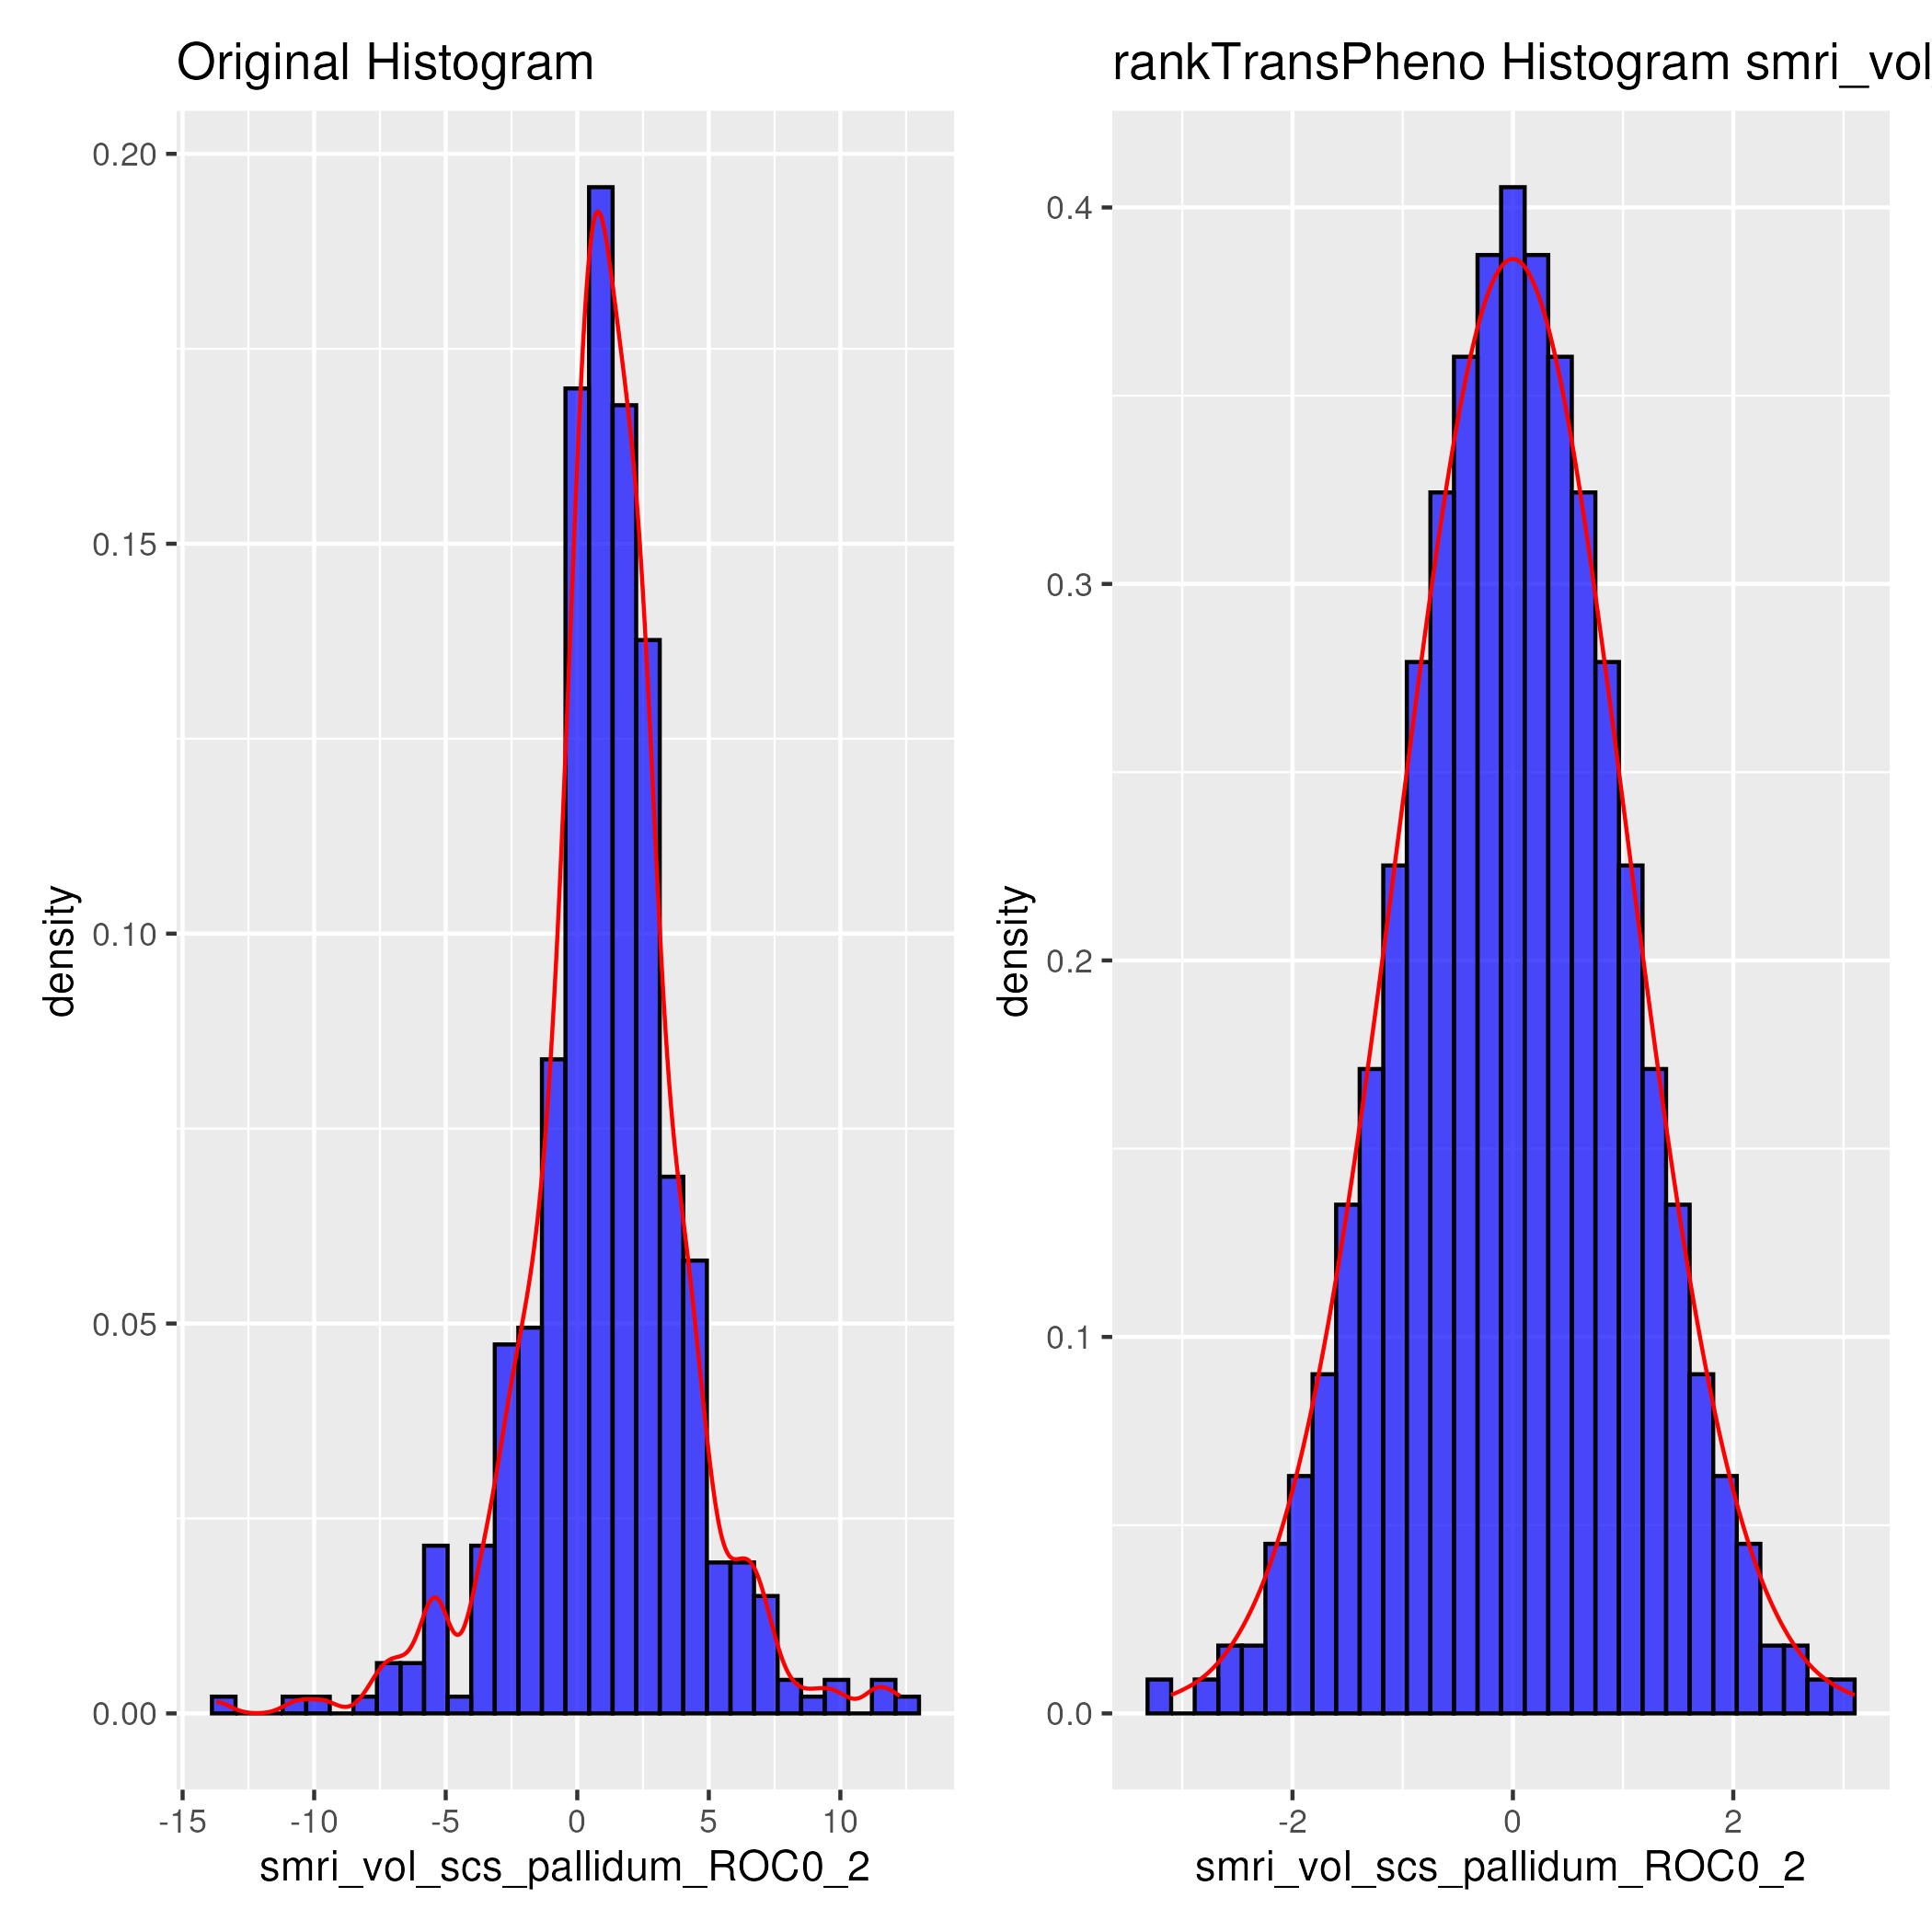 Original Histogram
0.20
0.15
0.10
0.05
0.00
density
-15 -10 -5 0 5 10
smri_vol_scs_pallidum_ROC0_2
rankTransPheno Histogram smri_vol
0.4
0.3
0.2
0.1
0.0
density
-2 0 2
smri_vol_scs_pallidum_ROC0_2